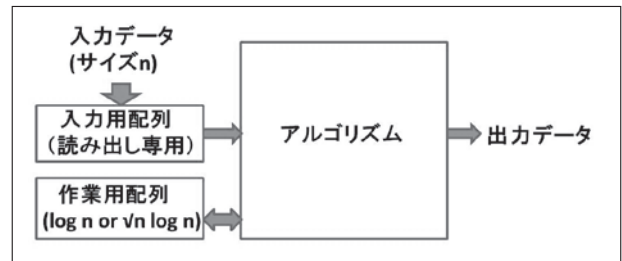 入力データ
(サイズn)
入力用配列
（読み出し専用）
アルゴリズム
出力データ
作業用配列
(log n or √n log n)